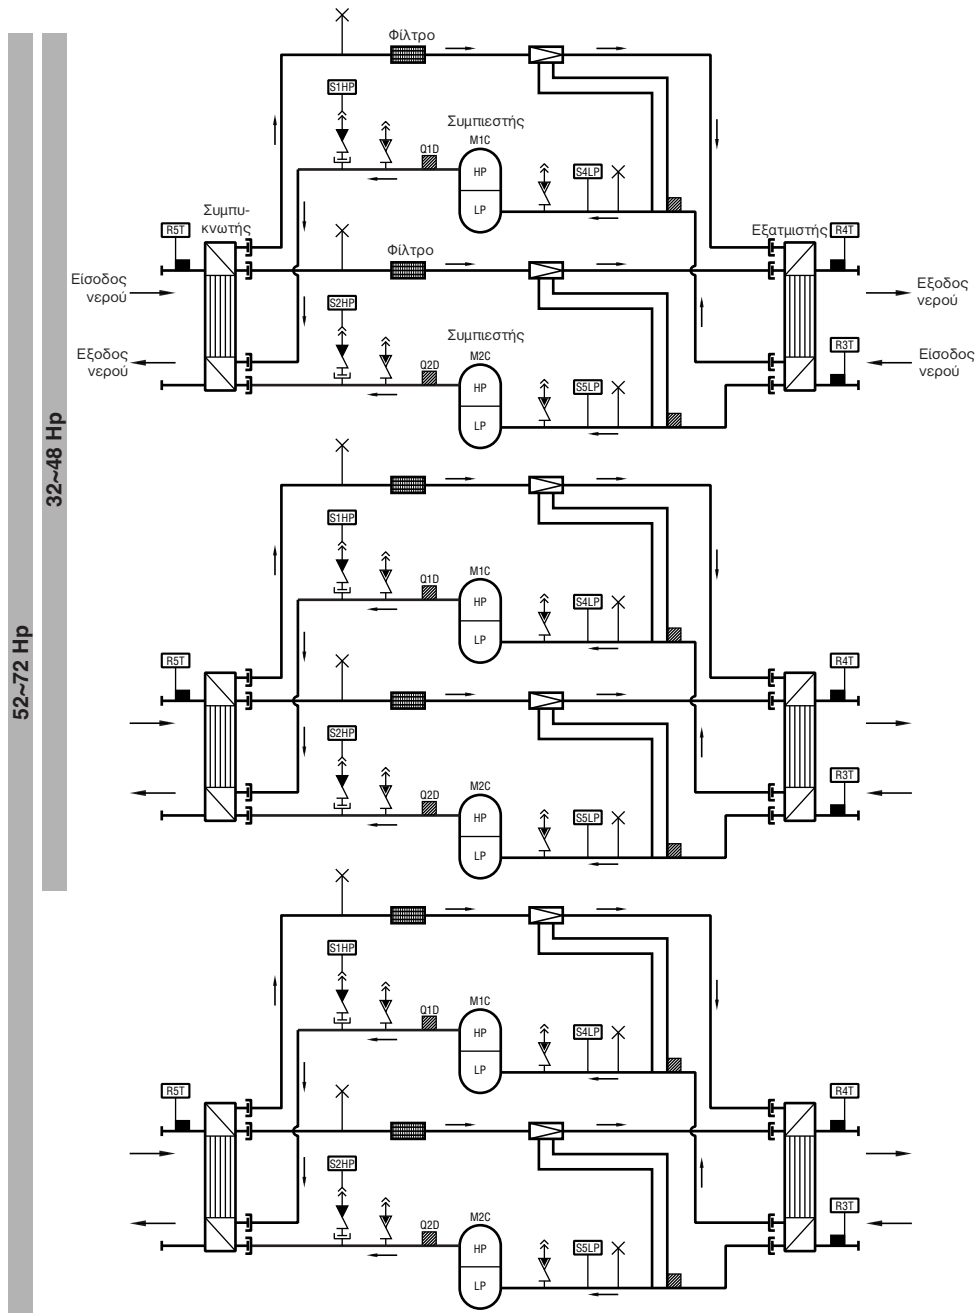 Φίλτρο
S1HP
Συμπιεστής
M1C
Q1D
HP
S4LP
LP
Συμπυ-
κνωτής
R5T
Εξατμιστής
R4T
Φίλτρο
Είσοδος
νερού
Εξοδος
νερού
S2HP
Συμπιεστής
M2C
R3T
Εξοδος
νερού
Είσοδος
νερού
Q2D
HP
S5LP
LP
32~48 Hp
52~72 Hp
S1HP
M1C
Q1D
HP
S4LP
LP
R5T
R4T
S2HP
M2C
R3T
Q2D
HP
S5LP
LP
S1HP
M1C
Q1D
HP
S4LP
LP
R5T
R4T
S2HP
M2C
R3T
Q2D
HP
S5LP
LP